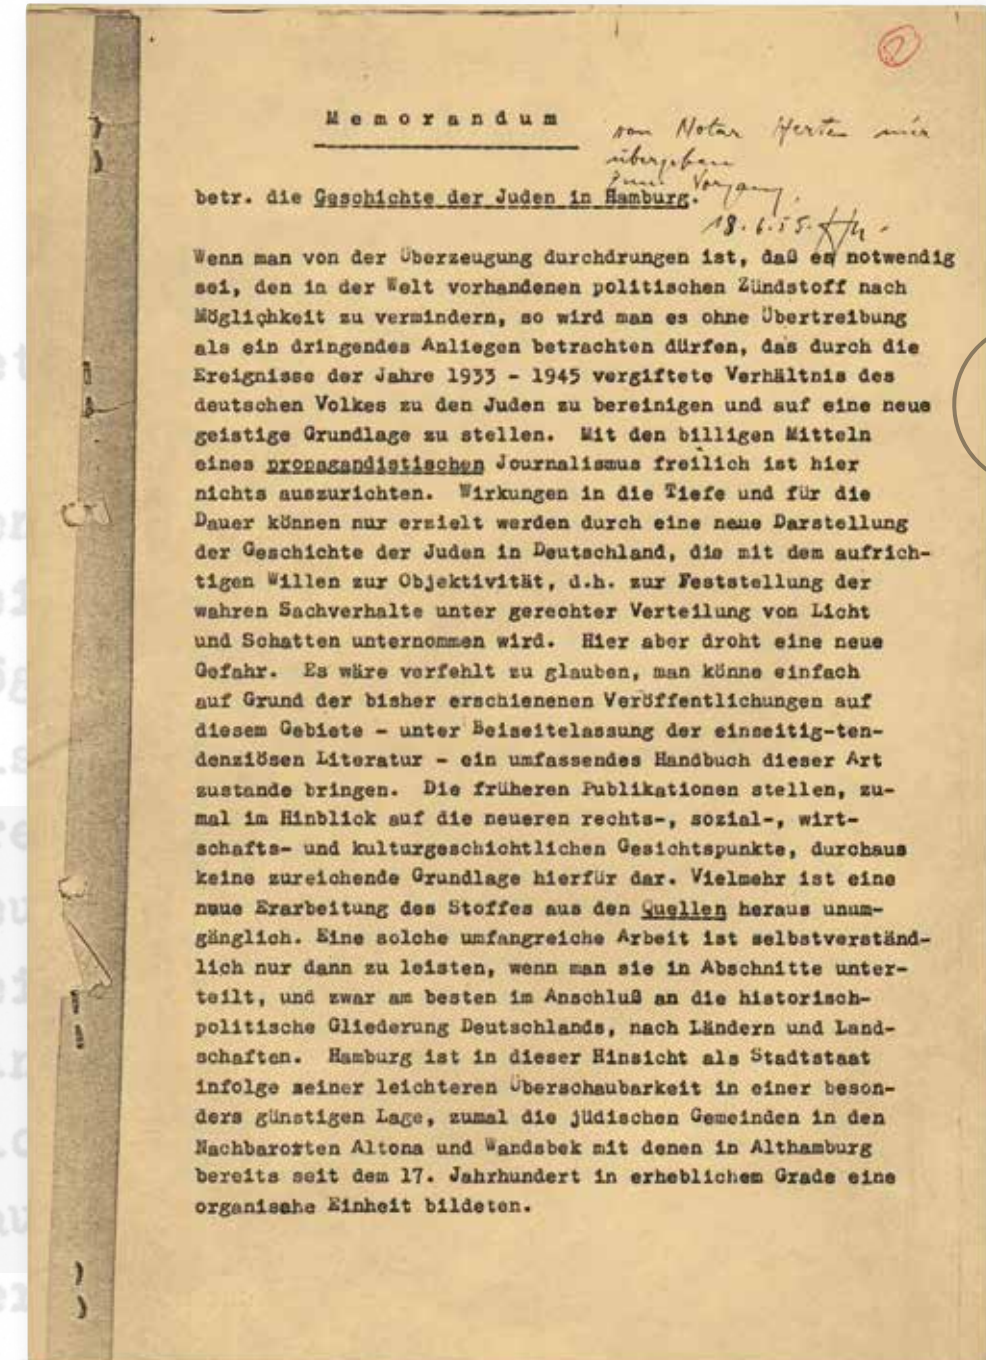 2
Memorandum
von Notar Herten mir
übergeben
zum Vorgang.
betr. die Geschichte der Juden in Hamburg.
18.6.55.
Wenn man von der Überzeugung durchdrungen ist, daß es notwendig
sei, den in der Welt vorhandenen politischen Zündstoff nach
Möglichkeit zu vermindern, so wird man es ohne Übertreibung
als ein dringendes Anliegen betrachten dürfen, das durch die
Ereignisse der Jahre 1933 - 1945 vergiftete Verhältnis des
deutschen Volkes zu den Juden zu bereinigen und auf eine neue
geistige Grundlage zu stellen. Mit den billigen Mitteln
eines propagandistischen Journalismus freilich ist hier
nichts auszurichten. Wirkungen in die Tiefe und für die
Dauer können nur erzielt werden durch eine neue Darstellung
der Geschichte der Juden in Deutschland, die mit dem aufrich-
tigen Willen zur Objektivität, d.h. zur Feststellung der
wahren Sachverhalte unter gerechter Verteilung von Licht
und Schatten unternommen wird. Hier aber droht eine neue
Gefahr. Es wäre verfehlt zu glauben, man könne einfach
auf Grund der bisher erschienenen Veröffentlichungen auf
diesem Gebiete - unter Beiseitelassung der einseitig-ten-
denziösen Literatur - ein umfassendes Handbuch dieser Art
zustande bringen. Die früheren Publikationen stellen, zu-
mal im Hinblick auf die neueren rechts-, sozial-, wirt-
schafts- und kulturgeschichtlichen Gesichtspunkte, durchaus
keine zureichende Grundlage hierfür dar. Vielmehr ist eine
neue Erarbeitung des Stoffes aus den Quellen heraus unum-
gänglich. Eine solche umfangreiche Arbeit ist selbstverständ-
lich nur dann zu leisten, wenn man sie in Abschnitte unter-
teilt, und zwar am besten im Anschluß an die historisch-
politische Gliederung Deutschlands, nach Ländern und Land-
schaften. Hamburg ist in dieser Hinsicht als Stadtstaat
infolge seiner leichteren Überschaubarkeit in einer beson-
ders günstigen Lage, zumal die jüdischen Gemeinden in den
Nachbarorten Altona und Wandsbek mit denen in Althamburg
bereits seit dem 17. Jahrhundert in erheblichem Grade eine
organische Einheit bildeten.